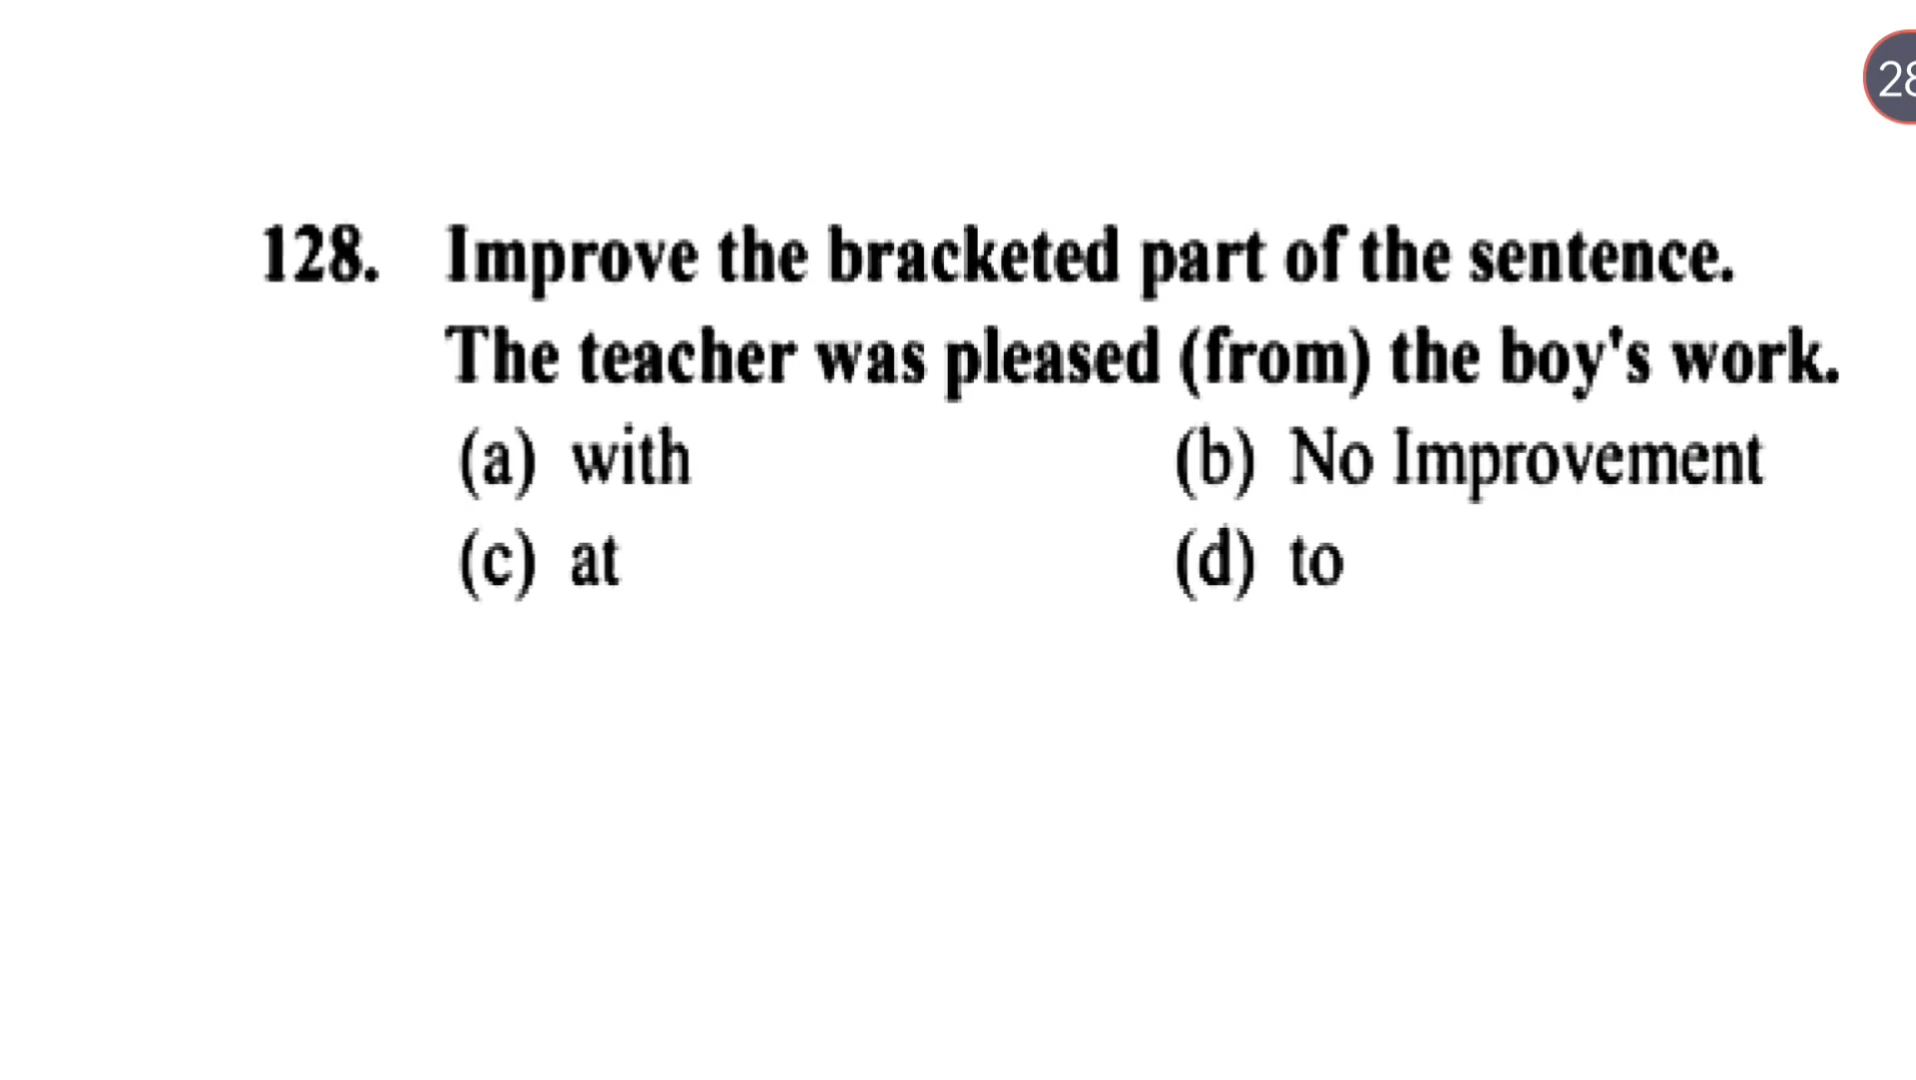 128. Improve the bracketed part of the sentence.
The teacher was pleased (from) the boy's work.
(a) with (b) No Improvement
(c) at (d) to